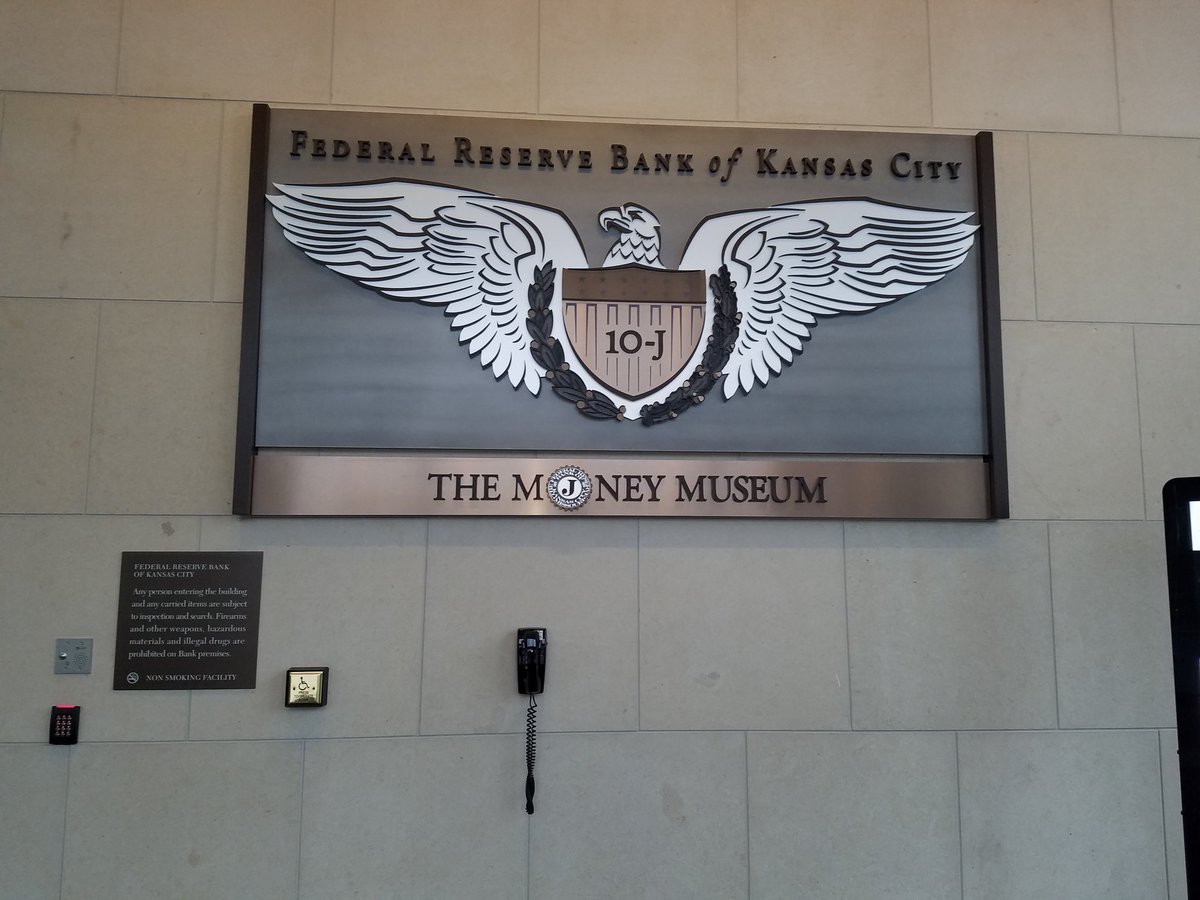 FEDERAL RESERVE BANK of KANSAS CITY
10-J
THE MJNEY MUSEUM
FEDERAL RESERVE BANK
OF KANSAS CITY
Any person entering the building
and any carried items are subject
to inspection and search. Firearms
and other weapons, hazardous
materials and illegal drugs are
prohibited on Bank premises.
NON SMOKING FACILITY